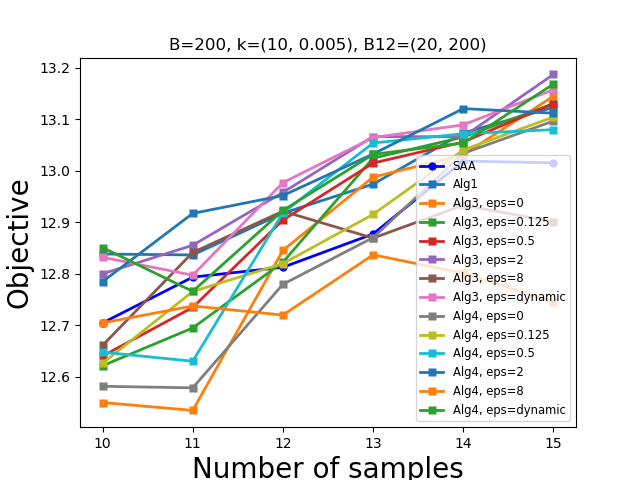 B=200, k=(10, 0.005), B12=(20, 200)
13.2
13.1
13.0
12.9
12.8
12.7
12.6
Objective
SAA
Alg1
Alg3, eps=0
Alg3, eps=0.125
Alg3, eps=0.5
Alg3, eps=2
Alg3, eps=8
Alg3, eps=dynamic
Alg4, eps=0
Alg4, eps=0.125
Alg4, eps=0.5
Alg4, eps=2
Alg4, eps=8
Alg4, eps=dynamic
10 11 12 13 14 15
Number of samples